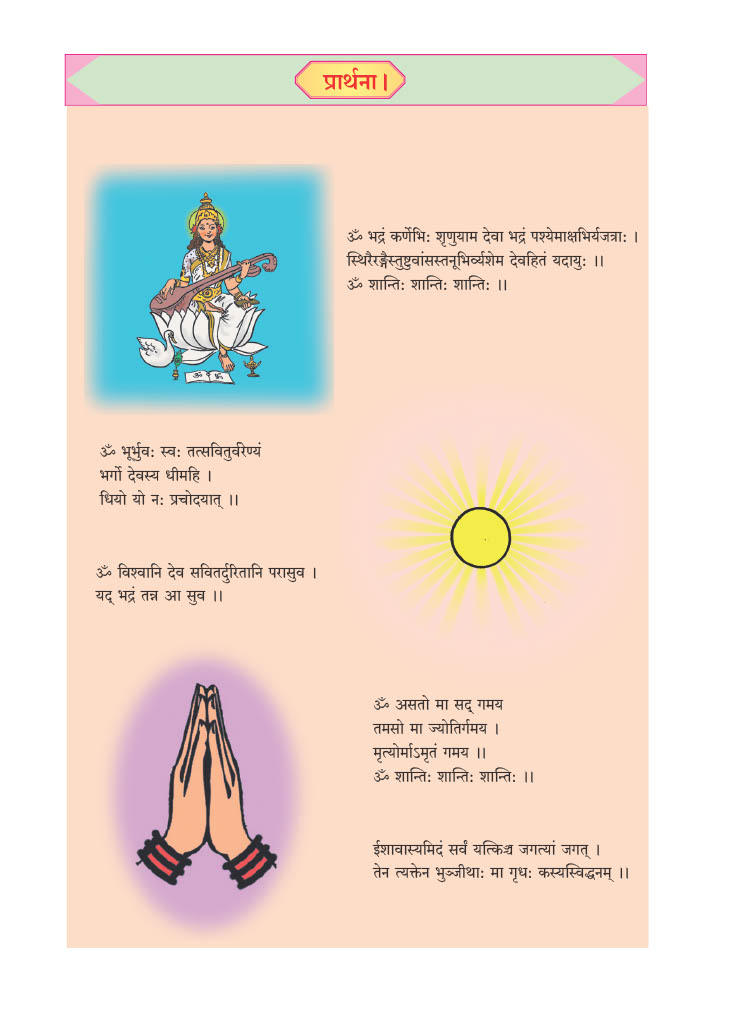 प्रार्थना।
ॐ भद्रं कर्णेभिः शृणुयाम देवा भद्रं पश्येमाक्षभिर्यजत्राः ।
स्थिरैरङ्गैस्तुष्टुवांसस्तनूभिर्व्यशेम देवहितं यदायुः ।।
ॐ शान्तिः शान्तिः शान्तिः ।।
ॐ भूर्भुवः स्वः तत्सवितुर्वरेण्यं
भर्गो देवस्य धीमहि ।
धियो यो नः प्रचोदयात् ।।
ॐ विश्वानि देव सवितर्दुरितानि परासुव ।
यद् भद्रं तन्न आ सुव ।।
ॐ असतो मा सद् गमय
तमसो मा ज्योतिर्गमय ।
मृत्योर्माऽमृतं गमय ।।
ॐ शान्तिः शान्तिः शान्तिः ।।
ईशावास्यमिदं सर्वं यत्किञ्च जगत्यां जगत् ।
तेन त्यक्तेन भुञ्जीथाः मा गृधः कस्यस्विद्धनम् ।।